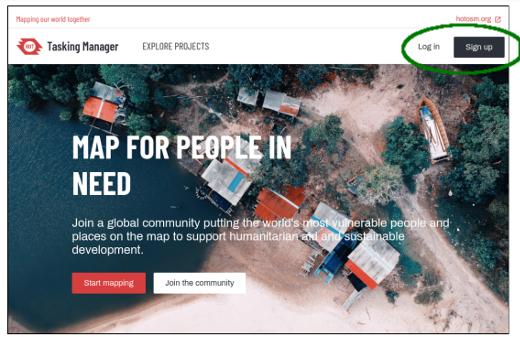 Mapping our world together
hotosm.org
HOT
Tasking Manager
EXPLORE PROJECTS
Log in
Sign up
MAP FOR PEOPLE IN
NEED
Join a global community putting the world's most vulnerable people and
places on the map to support humanitarian aid and sustainable
development.
Start mapping
Join the community